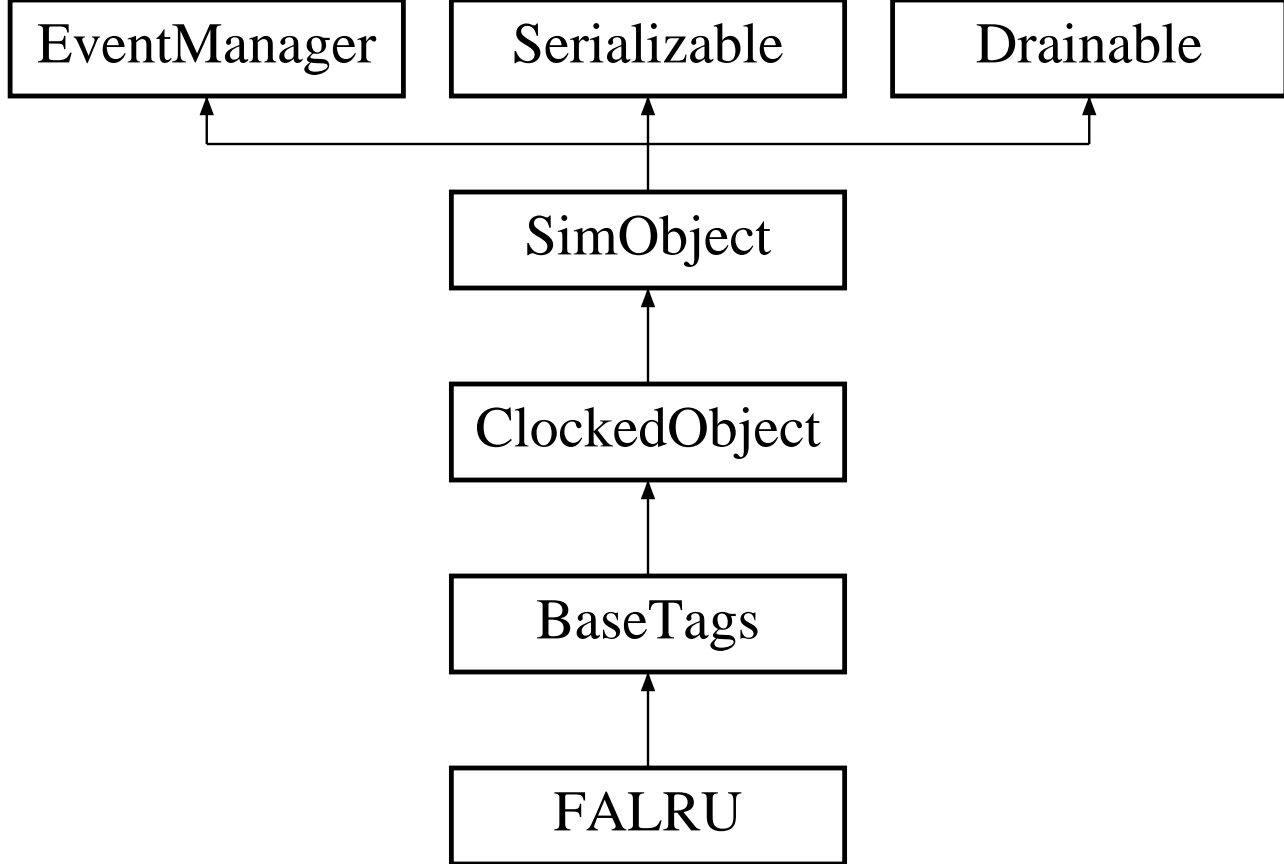 EventManager Serializable Drainable
SimObject
ClockedObject
BaseTags
FALRU